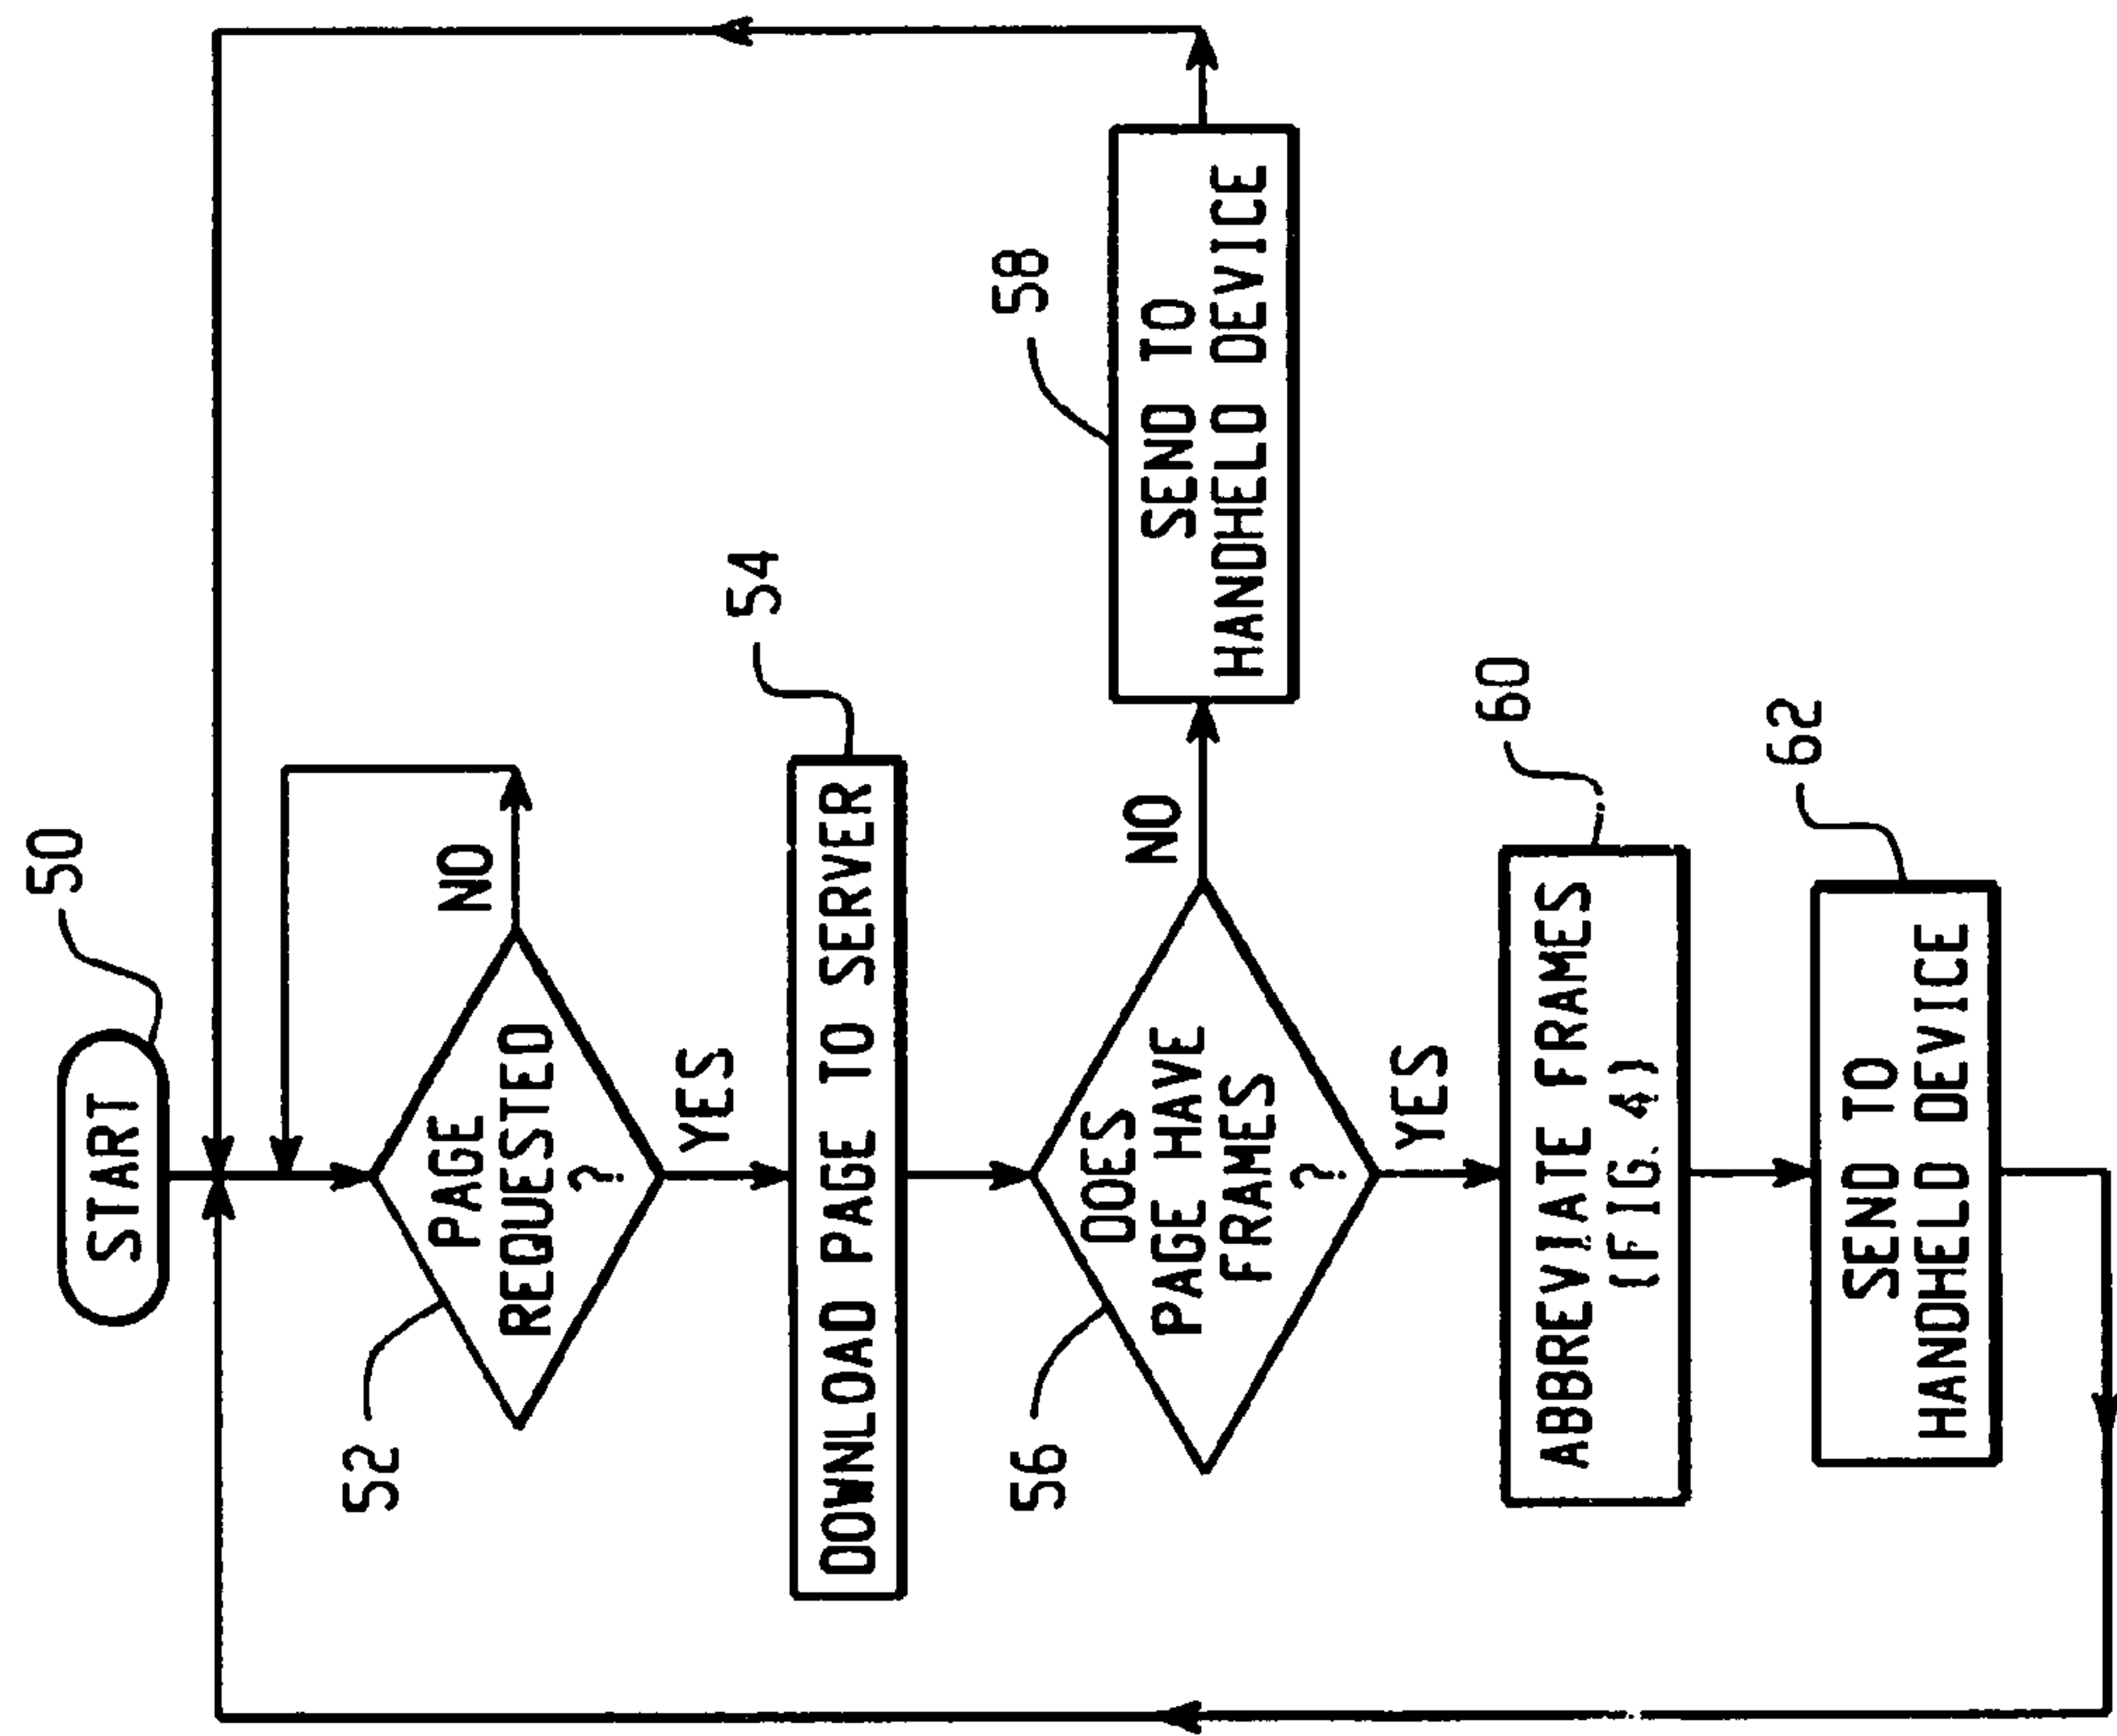 50
START
52
PAGE
REQUESTED
?
NO
YES
54
DOWNLOAD PAGE TO SERVER
56
DOES
PAGE HAVE
FRAMES
?
NO
58
SEND TO
HANDHELD DEVICE
YES
60
ABBREVIATE FRAMES
(FIG. 4)
62
SEND TO
HANDHELD DEVICE